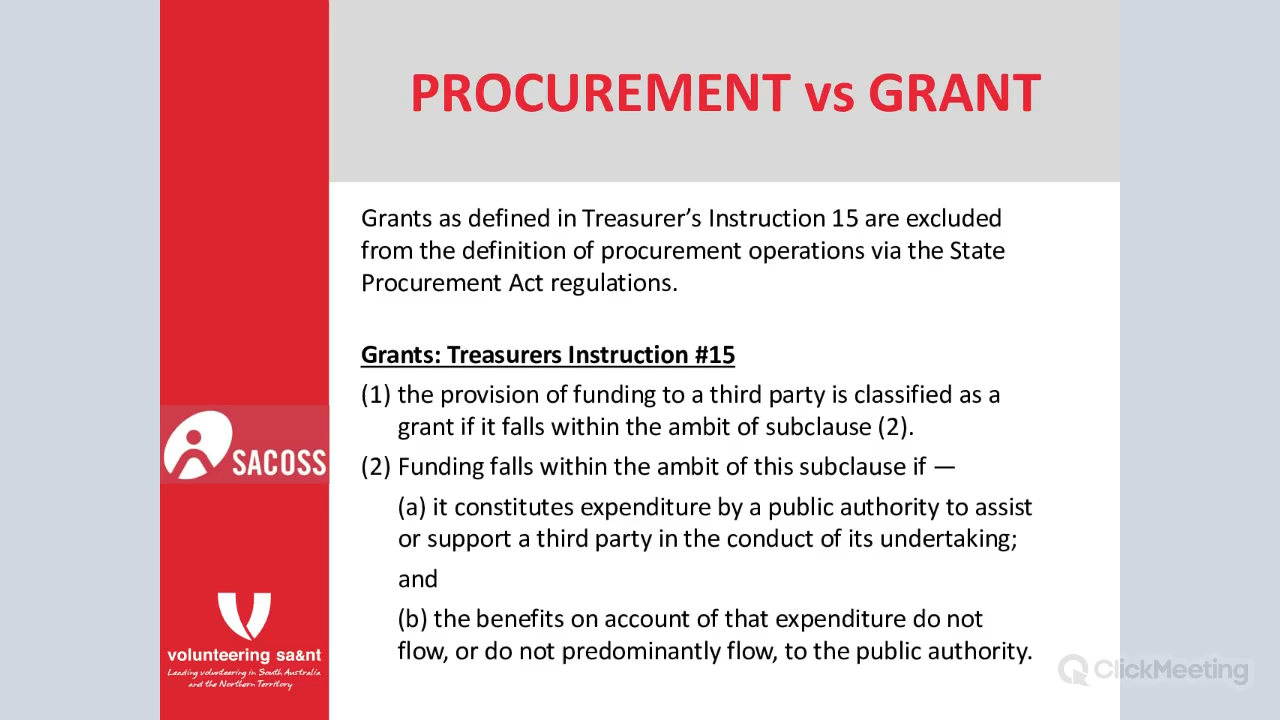 PROCUREMENT vs GRANT
Grants as defined in Treasurer’s Instruction 15 are excluded
from the definition of procurement operations via the State
Procurement Act regulations.
Grants: Treasurers Instruction #15
(1) the provision of funding to a third party is classified as a
grant if it falls within the ambit of subclause (2).
(2) Funding falls within the ambit of this subclause if —
(a) it constitutes expenditure by a public authority to assist
or support a third party in the conduct of its undertaking;
and
(b) the benefits on account of that expenditure do not
flow, or do not predominantly flow, to the public authority.
SACOSS
volunteering sa&nt
Leading volunteering in South Australia
and the Northern Territory
ClickMeeting